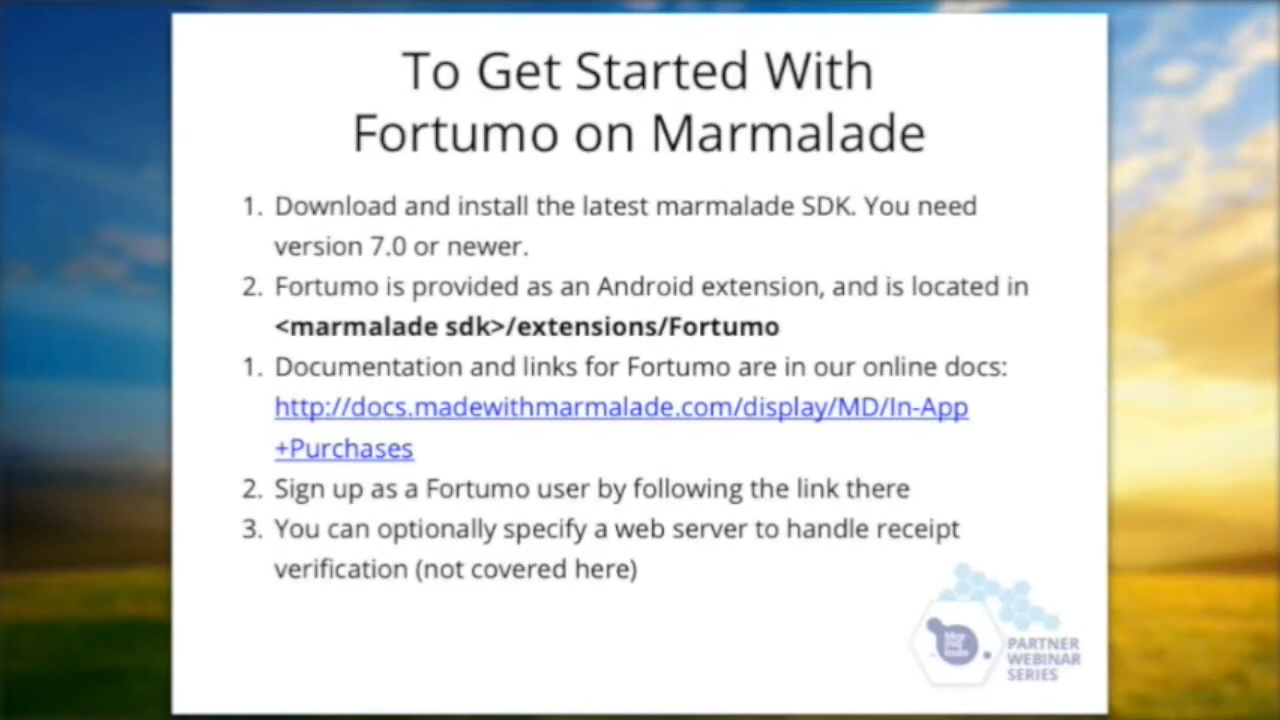 To Get Started With
Fortumo on Marmalade
1. Download and install the latest marmalade SDK. You need
version 7.0 or newer.
2. Fortumo is provided as an Android extension, and is located in
<marmalade sdk>/extensions/Fortumo
1. Documentation and links for Fortumo are in our online docs:
http://docs.madewithmarmalade.com/display/MD/In-App
+Purchases
2. Sign up as a Fortumo user by following the link there
3. You can optionally specify a web server to handle receipt
verification (not covered here)
Mar
ma
lade
PARTNER
WEBINAR
SERIES